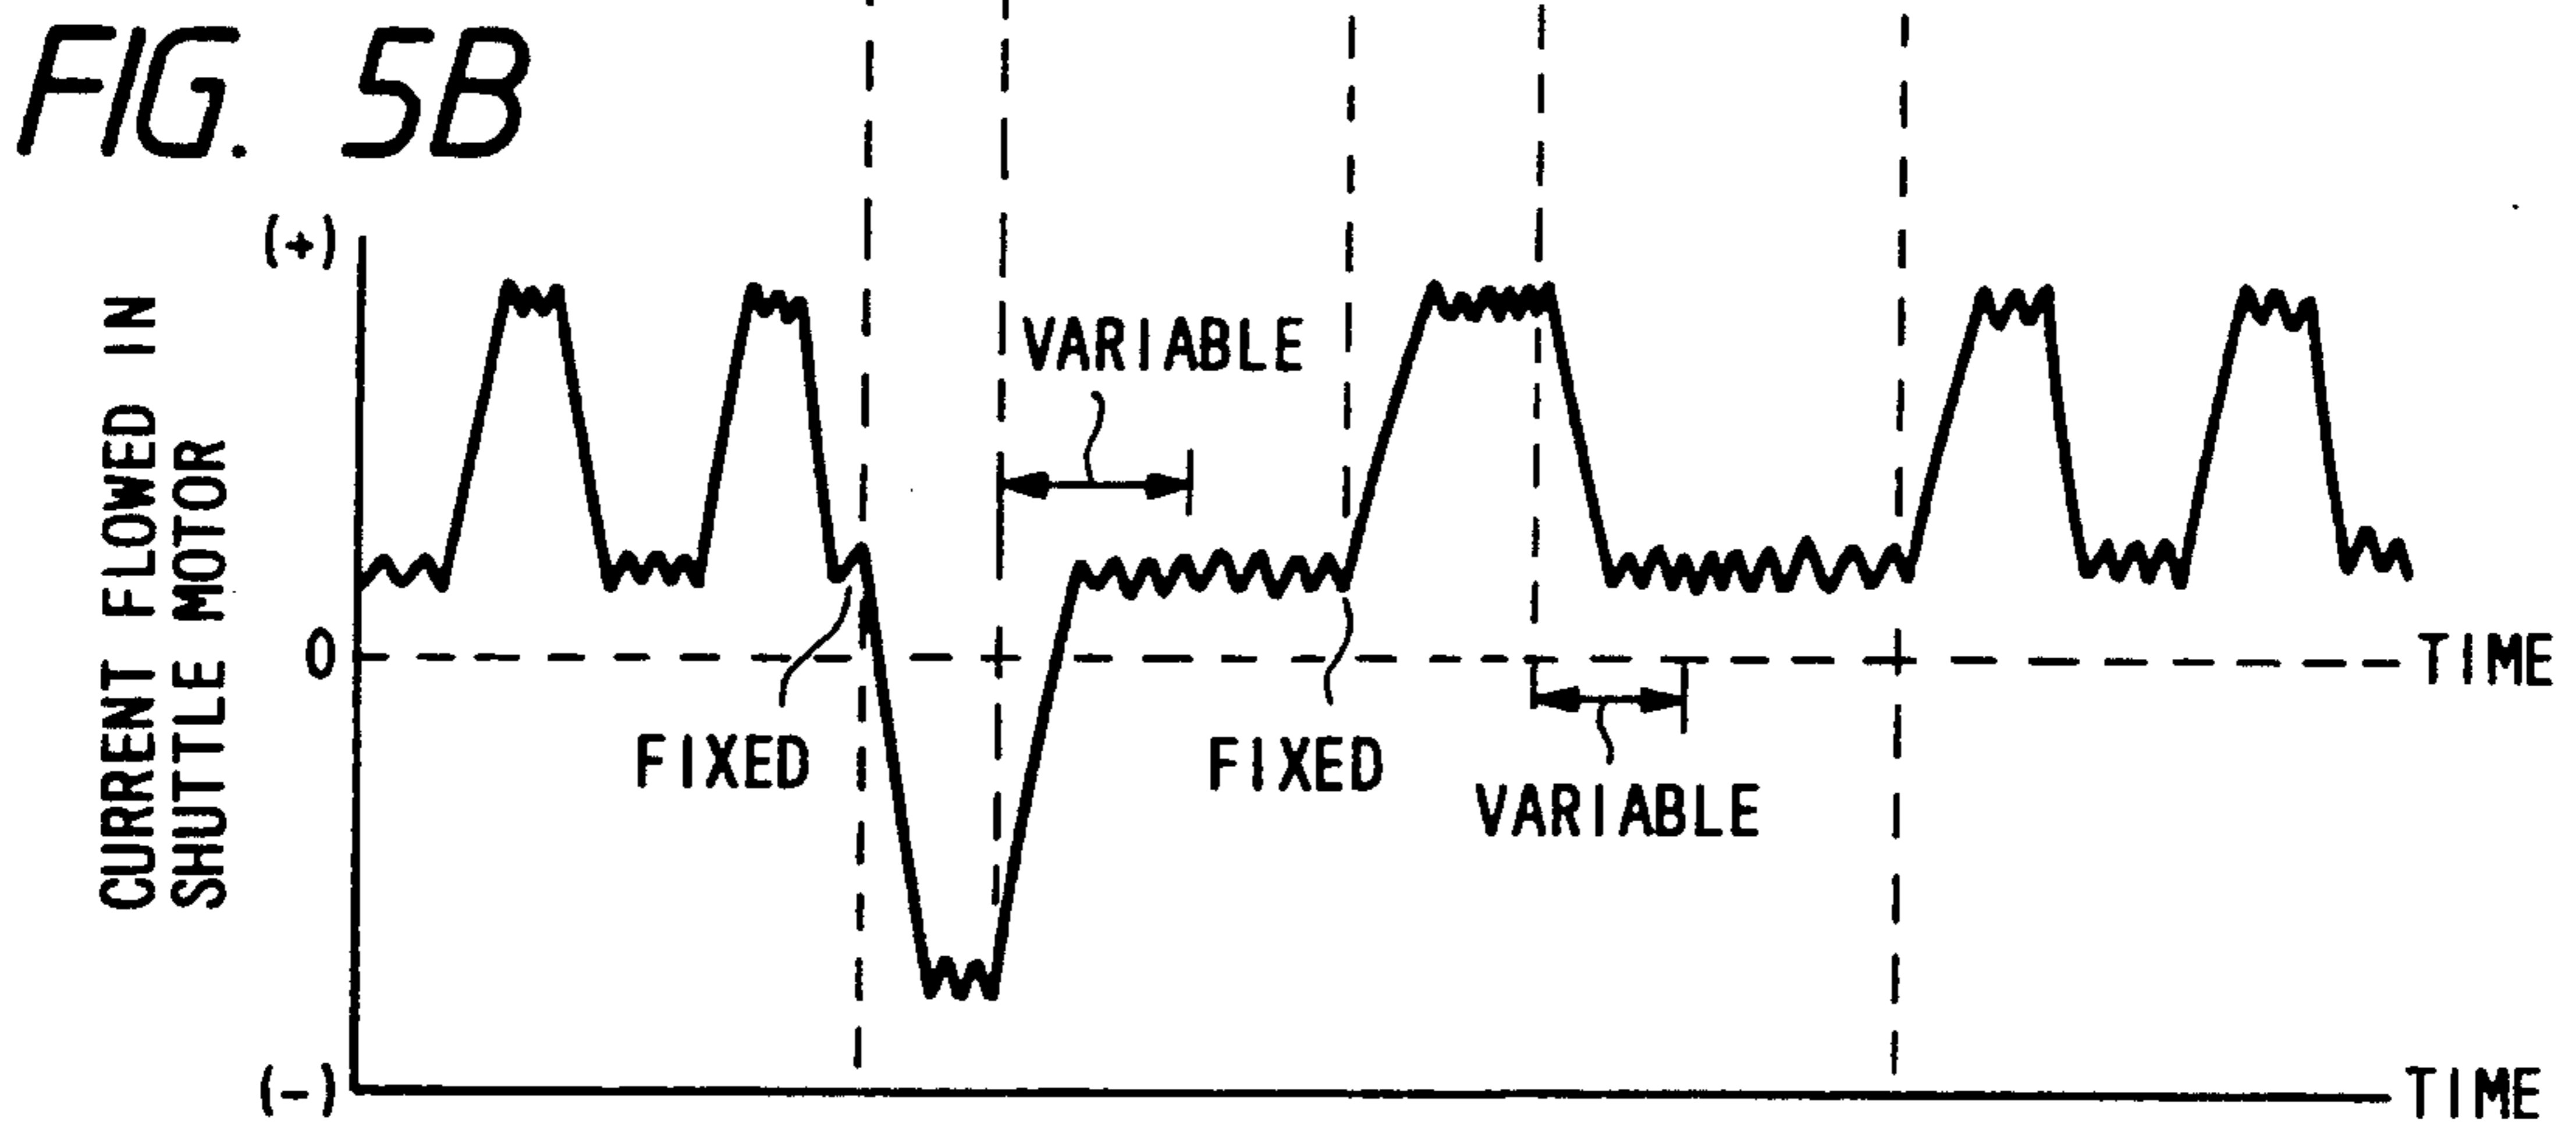 FIG. 5B
(+)
CURRENT FLOWED IN
SHUTTLE MOTOR
VARIABLE
0
TIME
FIXED
FIXED
VARIABLE
(-)
TIME